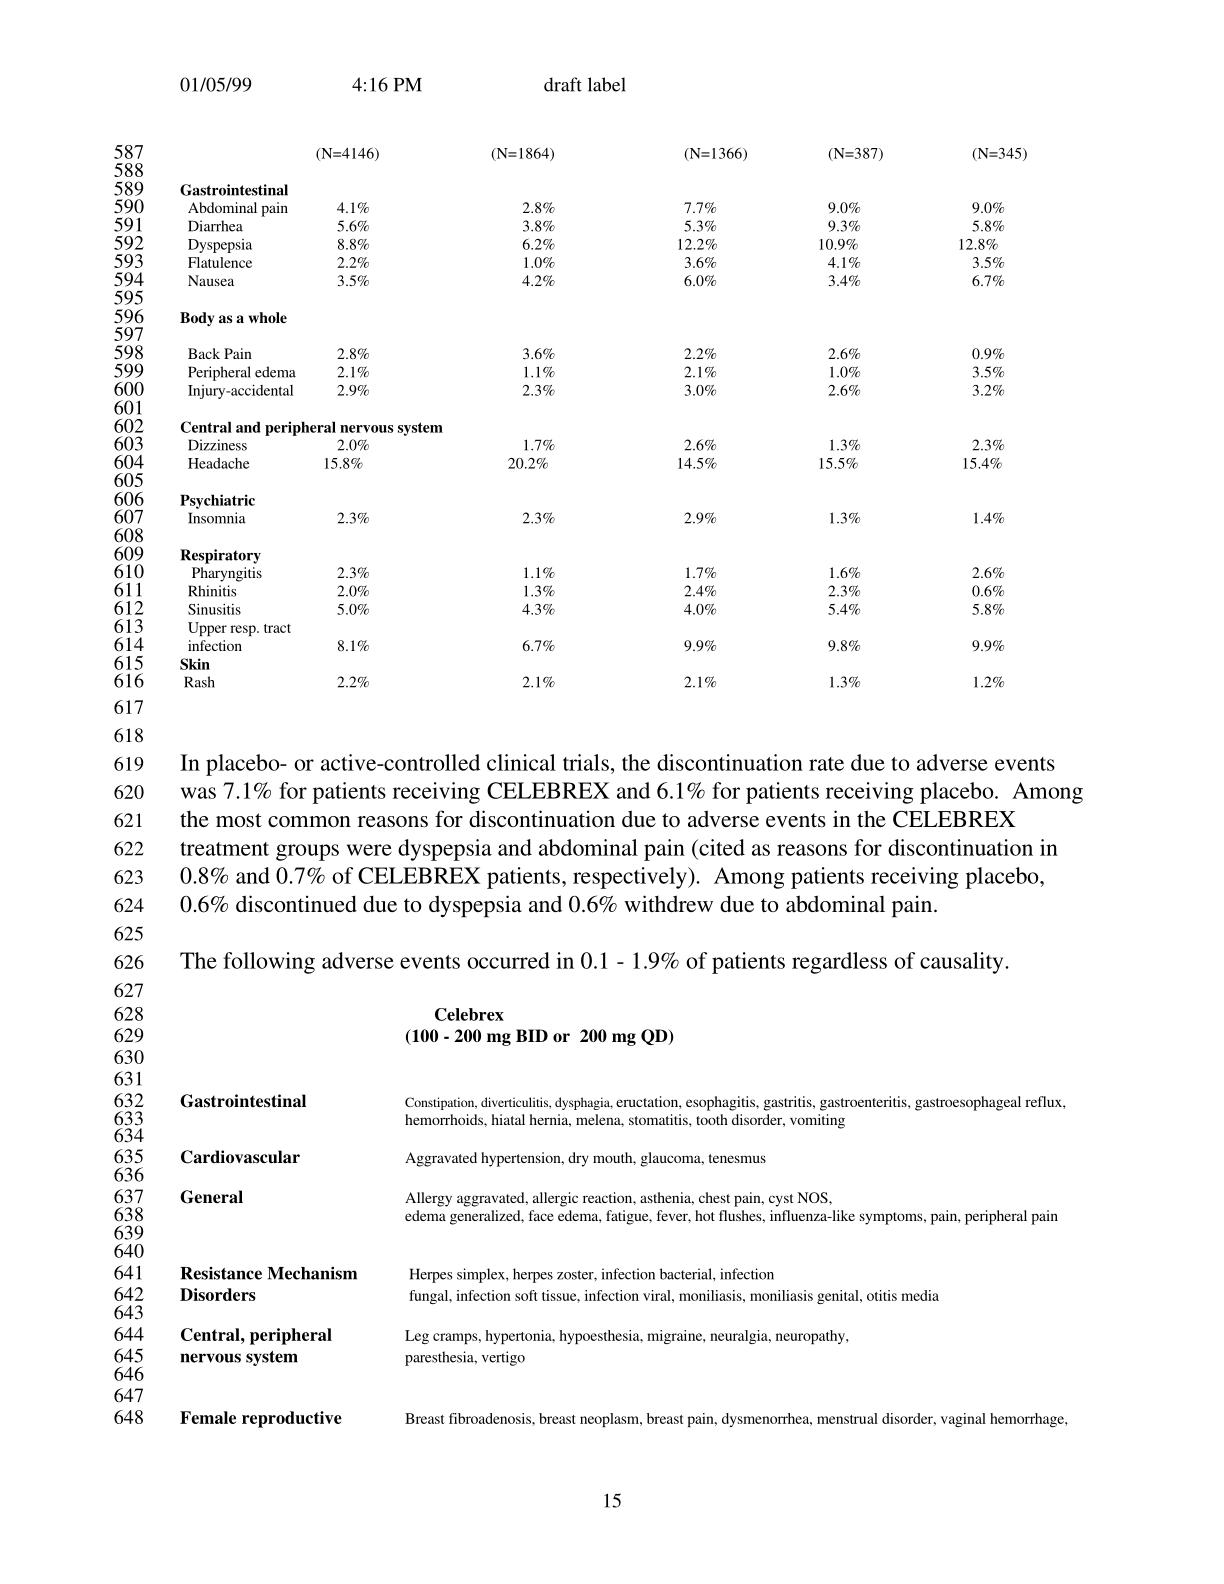 01/05/99 4:16 PM draft label
587 (N=4146) (N=1864) (N=1366) (N=387) (N=345)
588
589 Gastrointestinal
590 Abdominal pain 4.1% 2.8% 7.7% 9.0% 9.0%
591 Diarrhea 5.6% 3.8% 5.3% 9.3% 5.8%
592 Dyspepsia 8.8% 6.2% 12.2% 10.9% 12.8%
593 Flatulence 2.2% 1.0% 3.6% 4.1% 3.5%
594 Nausea 3.5% 4.2% 6.0% 3.4% 6.7%
595
596 Body as a whole
597
598 Back Pain 2.8% 3.6% 2.2% 2.6% 0.9%
599 Peripheral edema 2.1% 1.1% 2.1% 1.0% 3.5%
600 Injury-accidental 2.9% 2.3% 3.0% 2.6% 3.2%
601
602 Central and peripheral nervous system
603 Dizziness 2.0% 1.7% 2.6% 1.3% 2.3%
604 Headache 15.8% 20.2% 14.5% 15.5% 15.4%
605
606 Psychiatric
607 Insomnia 2.3% 2.3% 2.9% 1.3% 1.4%
608
609 Respiratory
610 Pharyngitis 2.3% 1.1% 1.7% 1.6% 2.6%
611 Rhinitis 2.0% 1.3% 2.4% 2.3% 0.6%
612 Sinusitis 5.0% 4.3% 4.0% 5.4% 5.8%
613 Upper resp. tract
614 infection 8.1% 6.7% 9.9% 9.8% 9.9%
615 Skin
616 Rash 2.2% 2.1% 2.1% 1.3% 1.2%
617
618
619 In placebo- or active-controlled clinical trials, the discontinuation rate due to adverse events
620 was 7.1% for patients receiving CELEBREX and 6.1% for patients receiving placebo. Among
621 the most common reasons for discontinuation due to adverse events in the CELEBREX
622 treatment groups were dyspepsia and abdominal pain (cited as reasons for discontinuation in
623 0.8% and 0.7% of CELEBREX patients, respectively). Among patients receiving placebo,
624 0.6% discontinued due to dyspepsia and 0.6% withdrew due to abdominal pain.
625
626 The following adverse events occurred in 0.1 - 1.9% of patients regardless of causality.
627
628 Celebrex
629 (100 - 200 mg BID or 200 mg QD)
630
631
632 Gastrointestinal Constipation, diverticulitis, dysphagia, eructation, esophagitis, gastritis, gastroenteritis, gastroesophageal reflux,
633 hemorrhoids, hiatal hernia, melena, stomatitis, tooth disorder, vomiting
634
635 Cardiovascular Aggravated hypertension, dry mouth, glaucoma, tenesmus
636
637 General Allergy aggravated, allergic reaction, asthenia, chest pain, cyst NOS,
638 edema generalized, face edema, fatigue, fever, hot flushes, influenza-like symptoms, pain, peripheral pain
639
640
641 Resistance Mechanism Herpes simplex, herpes zoster, infection bacterial, infection
642 Disorders fungal, infection soft tissue, infection viral, moniliasis, moniliasis genital, otitis media
643
644 Central, peripheral Leg cramps, hypertonia, hypoesthesia, migraine, neuralgia, neuropathy,
645 nervous system paresthesia, vertigo
646
647
648 Female reproductive Breast fibroadenosis, breast neoplasm, breast pain, dysmenorrhea, menstrual disorder, vaginal hemorrhage,
15